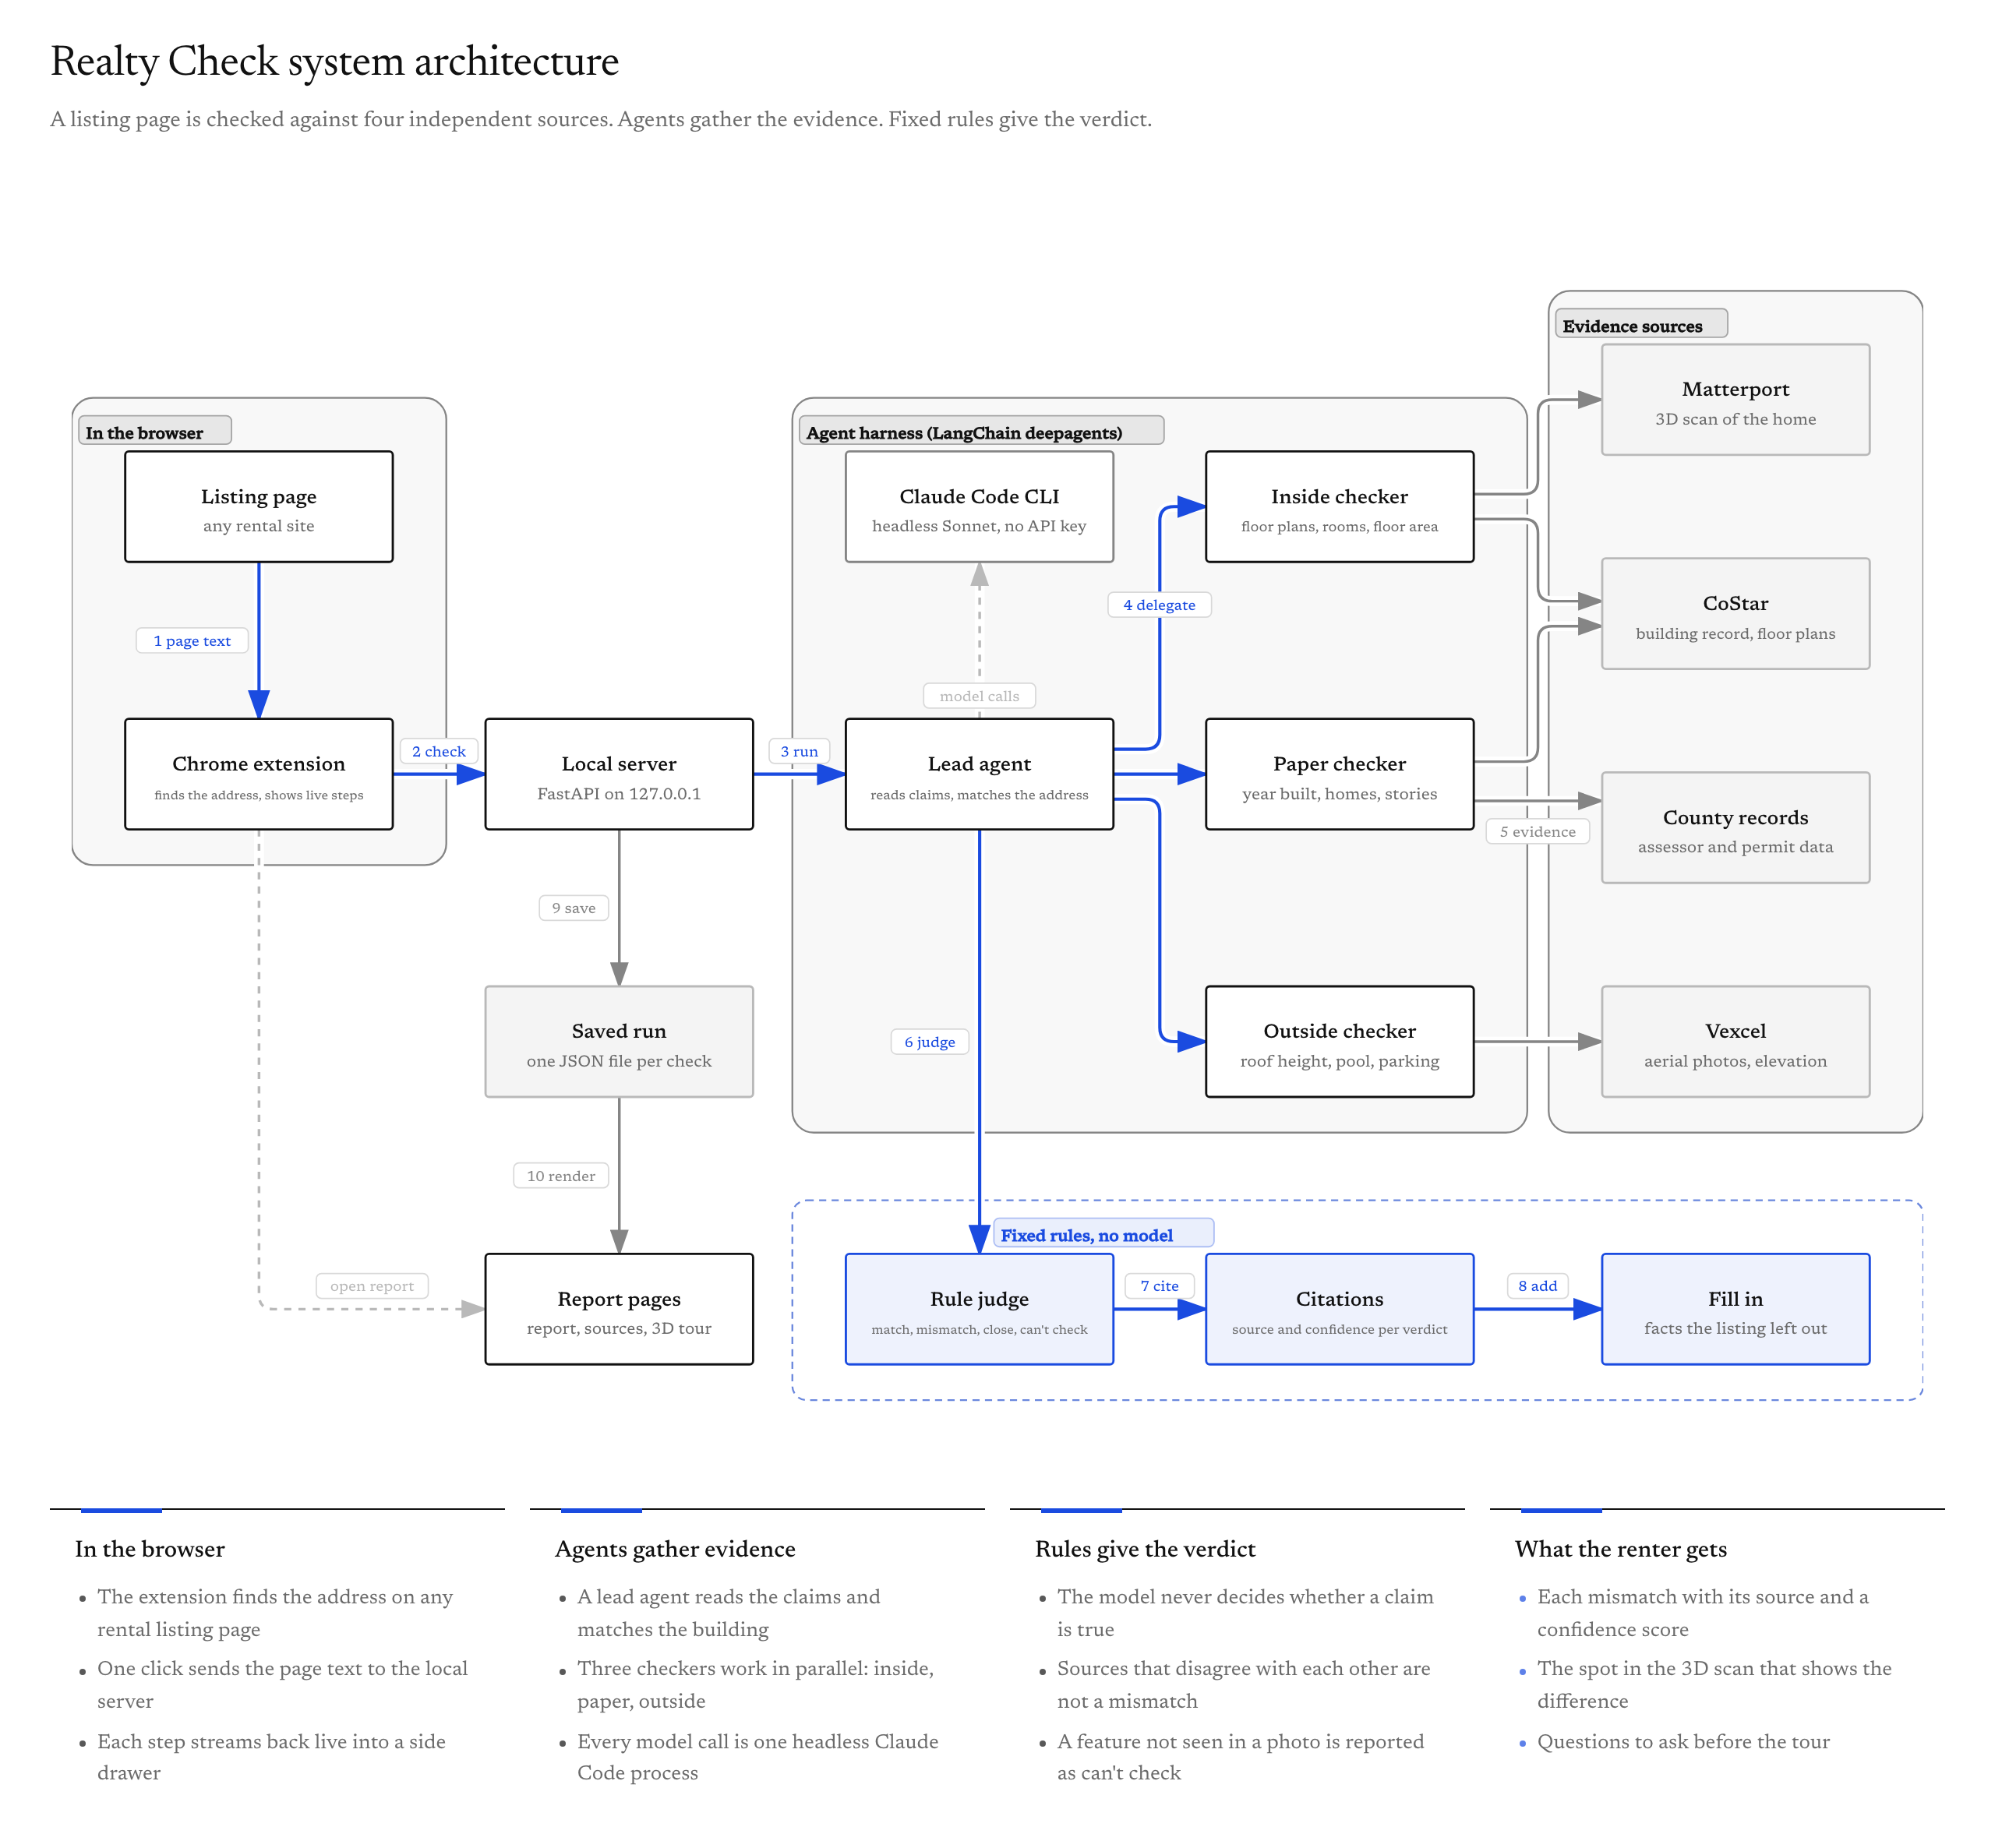 Realty Check system architecture
A listing page is checked against four independent sources. Agents gather the evidence. Fixed rules give the verdict.
Evidence sources
Matterport
3D scan of the home
In the browser
Listing page
any rental site
Agent harness (LangChain deepagents)
Claude Code CLI
headless Sonnet, no API key
Inside checker
floor plans, rooms, floor area
4 delegate
CoStar
building record, floor plans
1 page text
model calls
Chrome extension
finds the address, shows live steps
2 check
Local server
FastAPI on 127.0.0.1
3 run
Lead agent
reads claims, matches the address
Paper checker
year built, homes, stories
5 evidence
County records
assessor and permit data
9 save
Saved run
one JSON file per check
6 judge
Outside checker
roof height, pool, parking
Vexcel
aerial photos, elevation
10 render
open report
Report pages
report, sources, 3D tour
Fixed rules, no model
Rule judge
match, mismatch, close, can't check
7 cite
Citations
source and confidence per verdict
8 add
Fill in
facts the listing left out
In the browser
• The extension finds the address on any
rental listing page
• One click sends the page text to the local
server
• Each step streams back live into a side
drawer
Agents gather evidence
• A lead agent reads the claims and
matches the building
• Three checkers work in parallel: inside,
paper, outside
• Every model call is one headless Claude
Code process
Rules give the verdict
• The model never decides whether a claim
is true
• Sources that disagree with each other are
not a mismatch
• A feature not seen in a photo is reported
as can't check
What the renter gets
• Each mismatch with its source and a
confidence score
• The spot in the 3D scan that shows the
difference
• Questions to ask before the tour